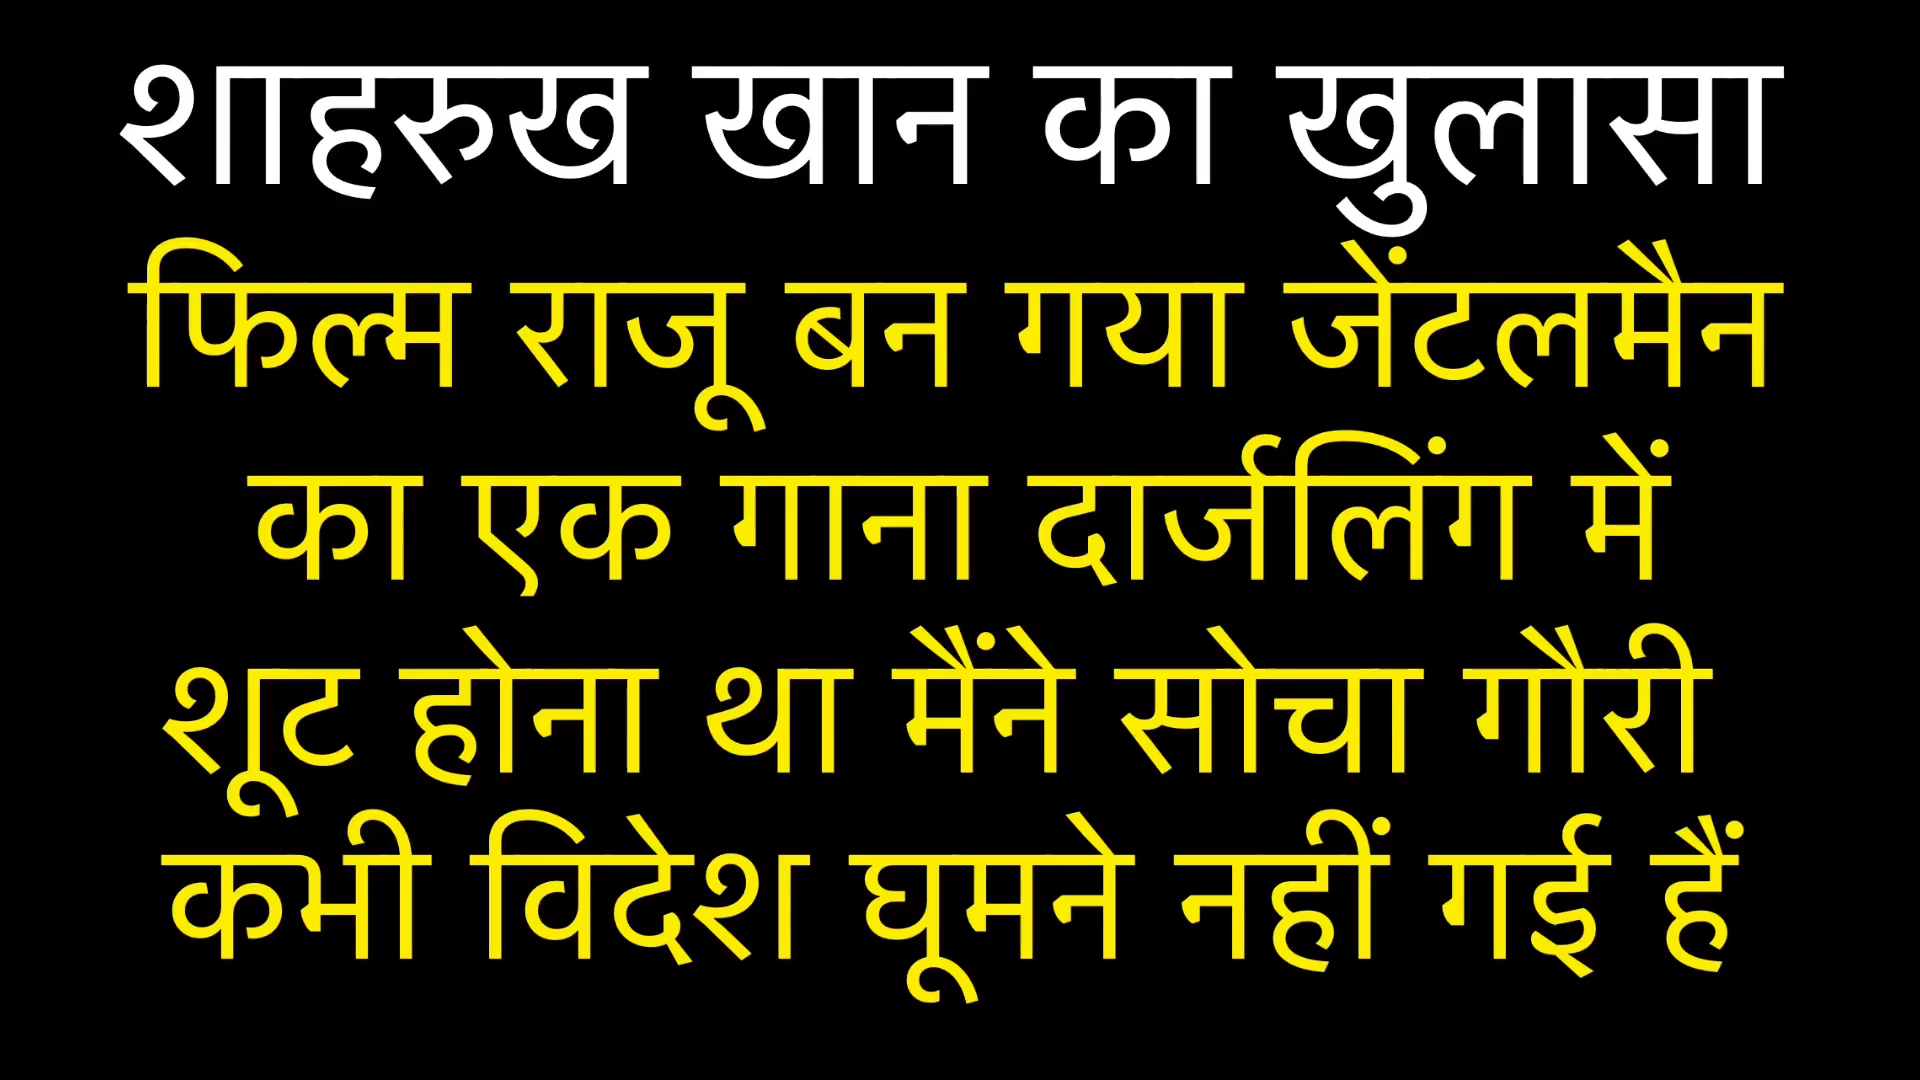 शाहरुख खान का खुलासा
फिल्म राजू बन गया जेंटलमैन
का एक गाना दार्जलिंग में
शूट होना था मैंने सोचा गौरी
कभी विदेश घूमने नहीं गई हैं